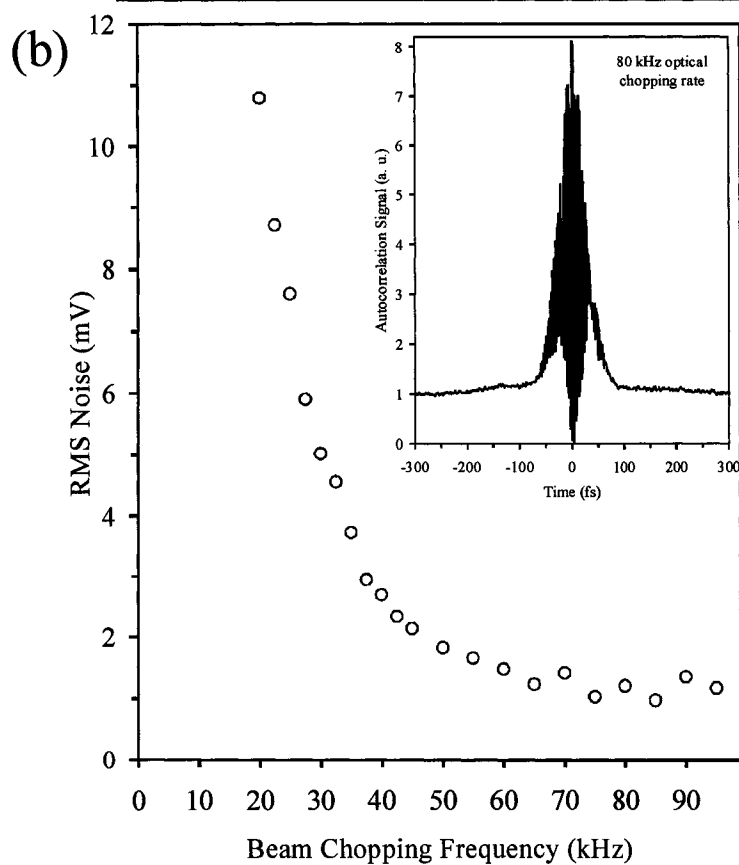 (b)
12
10
8
6
4
2
0
RMS Noise (mV)
0 10 20 30 40 50 60 70 80 90
Beam Chopping Frequency (kHz)
80 kHz optical
chopping rate
8
7
6
5
4
3
2
1
0
Autocorrelation Signal (a. u.)
-300 -200 -100 0 100 200 300
Time (fs)